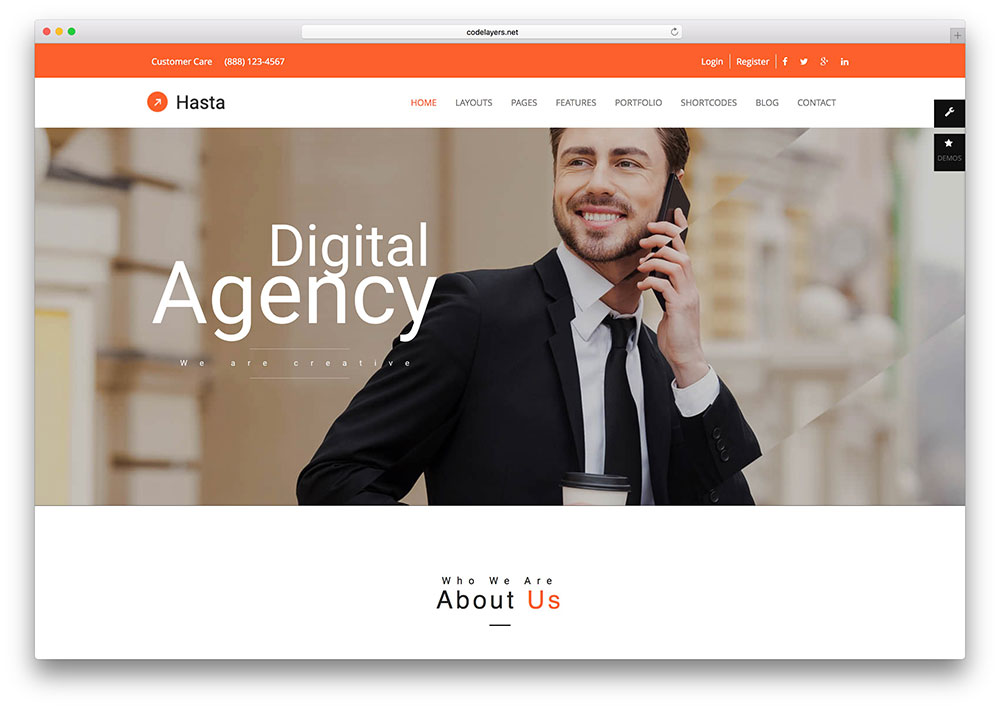 codelayers.net
Customer Care (888) 123-4567 Login Register
Hasta HOME LAYOUTS PAGES FEATURES PORTFOLIO SHORTCODES BLOG CONTACT
DEMOS
Digital
Agency
We are creative
Who We Are
About Us